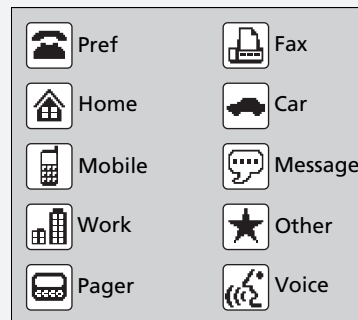 Pref
Fax
Home
Car
Mobile
Message
Work
Other
Pager
Voice